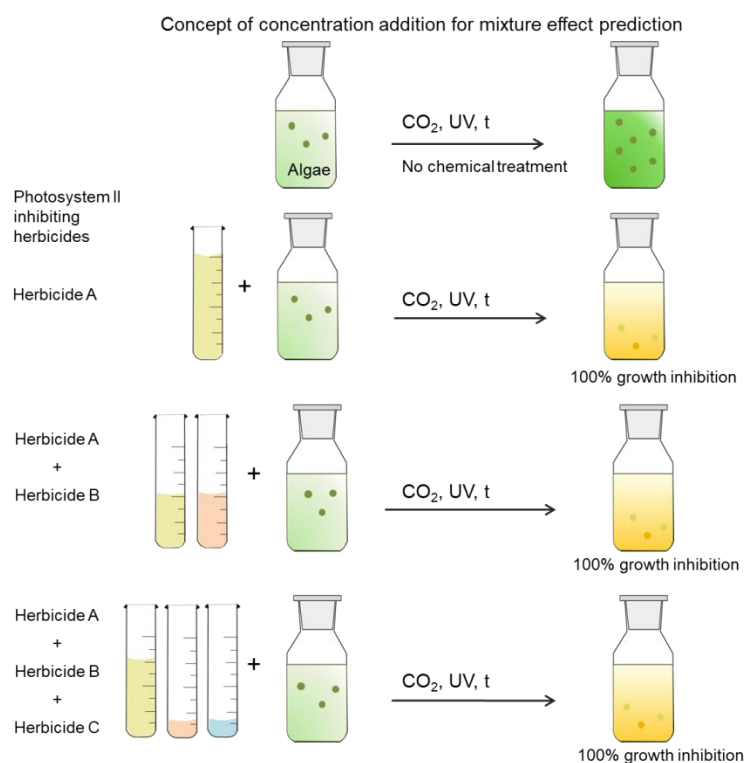 Concept of concentration addition for mixture effect prediction
CO₂, UV, t
Algae
No chemical treatment
Photosystem II
inhibiting
herbicides
Herbicide A
+
CO₂, UV, t
100% growth inhibition
Herbicide A
+
Herbicide B
+
CO₂, UV, t
100% growth inhibition
Herbicide A
+
Herbicide B
+
Herbicide C
+
CO₂, UV, t
100% growth inhibition